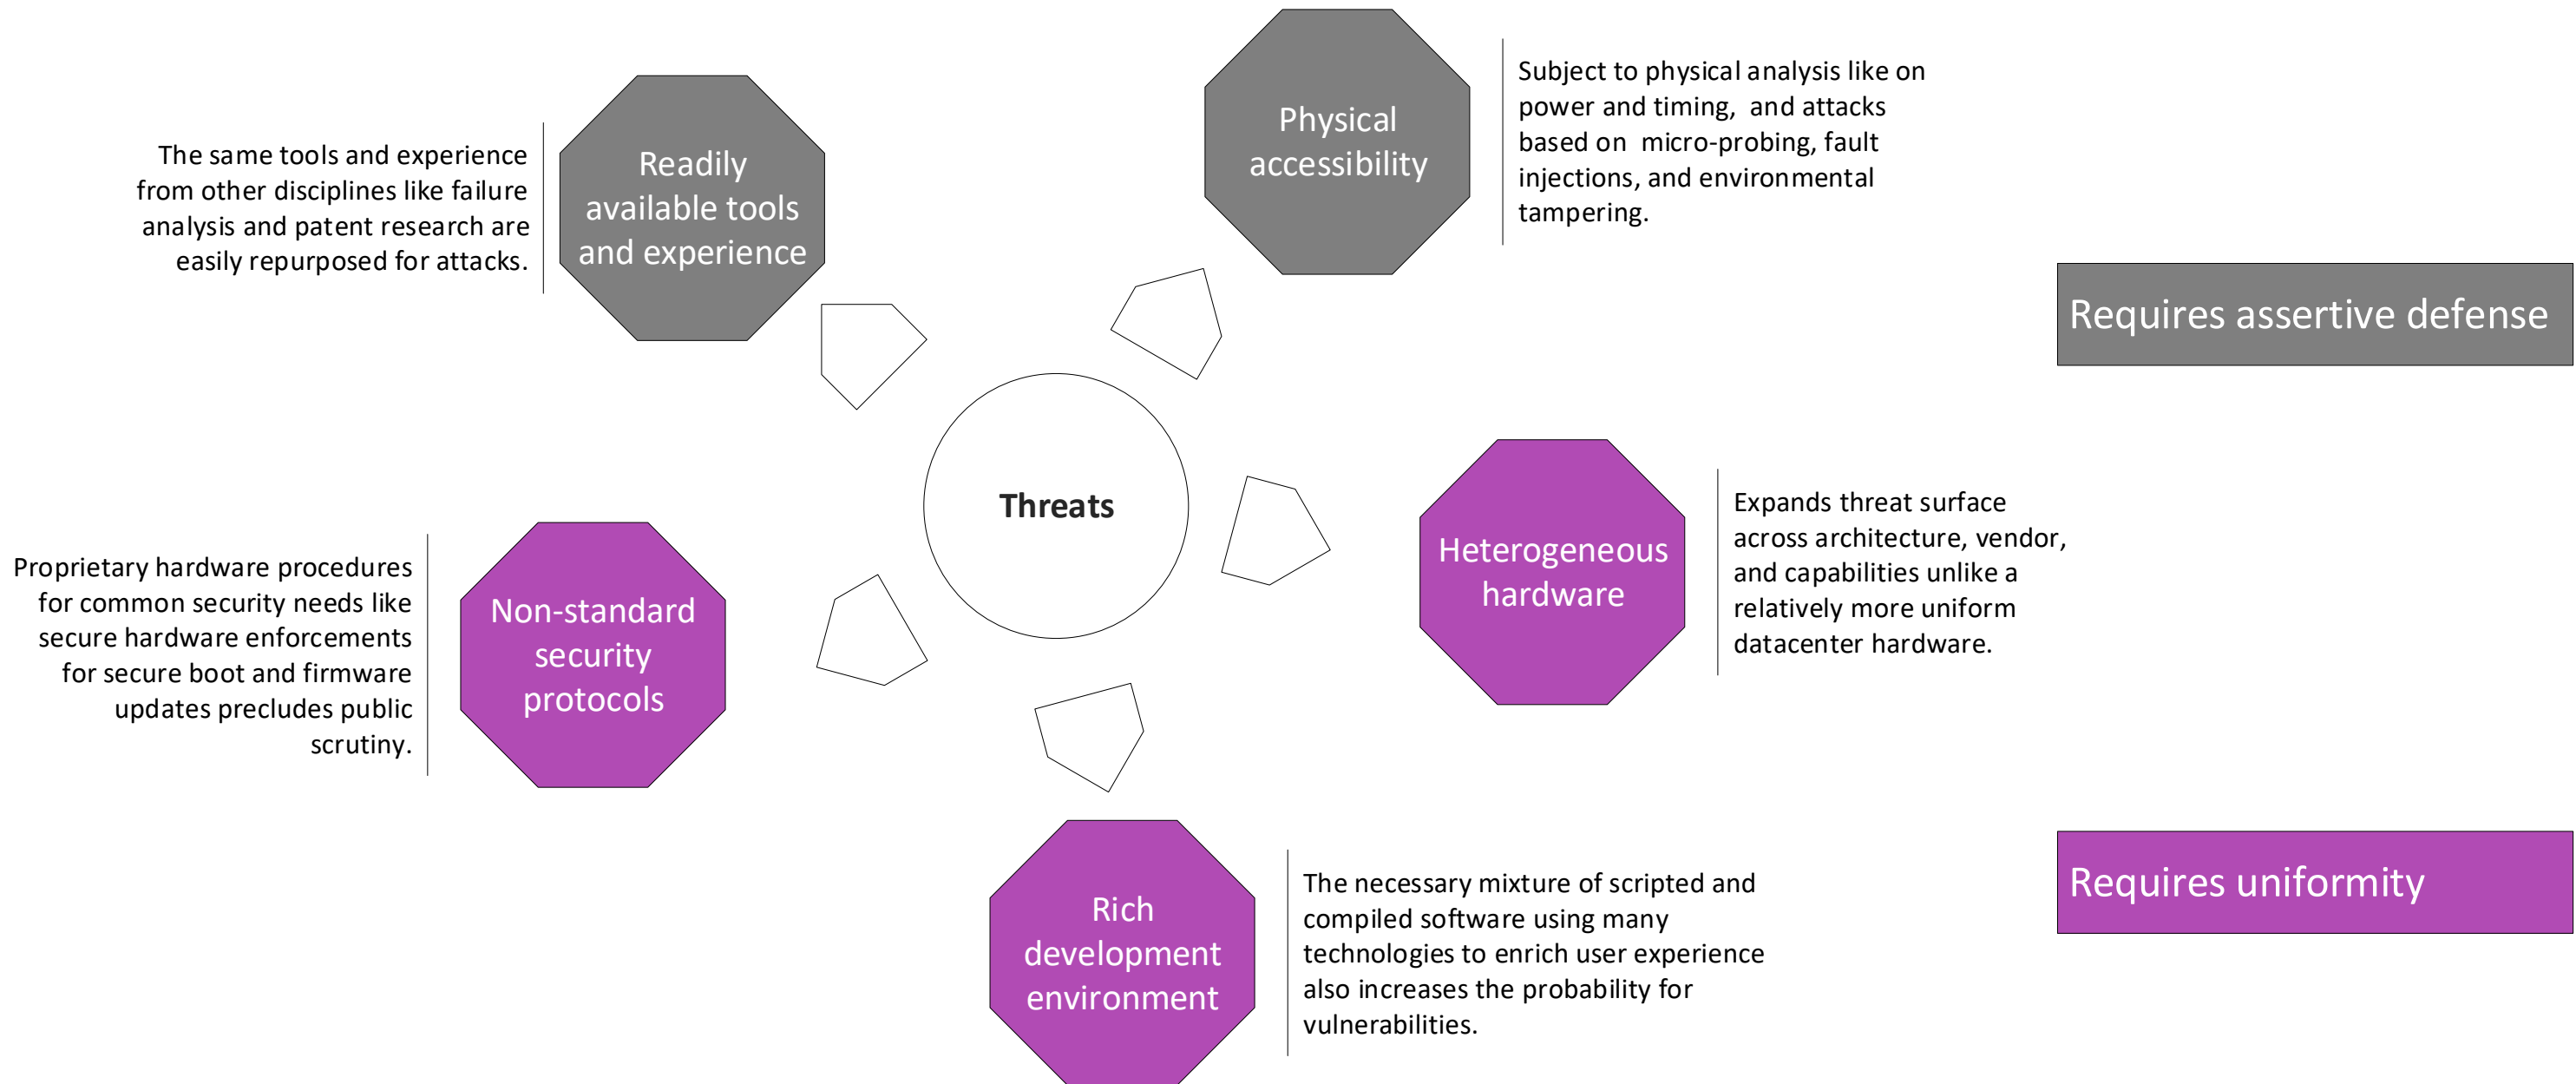 Physical
accessibility
Subject to physical analysis like on
power and timing,  and attacks
based on  micro-probing, fault
injections, and environmental
tampering.
The same tools and experience
from other disciplines like failure
analysis and patent research are
easily repurposed for attacks.
Readily
available tools
and experience
Requires assertive defense
Threats
Heterogeneous
hardware
Expands threat surface
across architecture, vendor,
and capabilities unlike a
relatively more uniform
datacenter hardware.
Proprietary hardware procedures
for common security needs like
secure hardware enforcements
for secure boot and firmware
updates precludes public
scrutiny.
Non-standard
security
protocols
Rich
development
environment
The necessary mixture of scripted and
compiled software using many
technologies to enrich user experience
also increases the probability for
vulnerabilities.
Requires uniformity